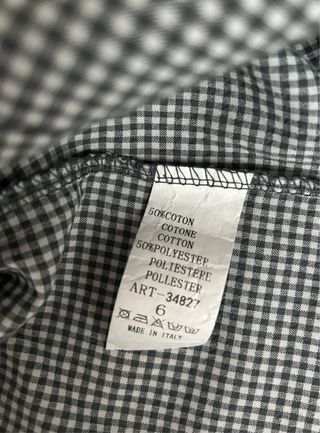 50%COTON
COTONE
COTTON
50%POLYESTER
POLIESTERE
POLLESTER
ART-34827
6
MADE IN ITALY